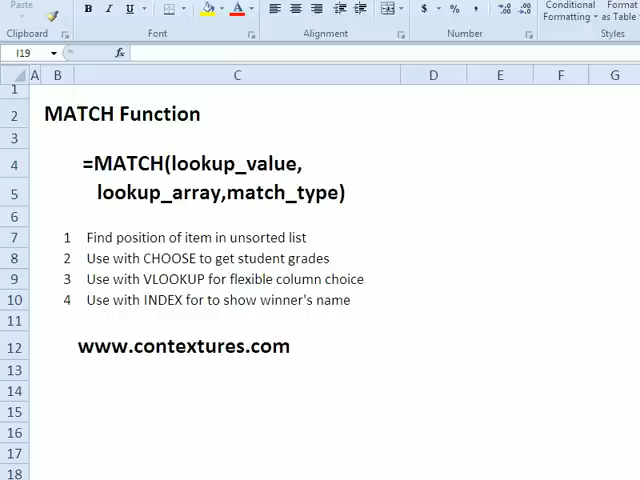 Paste
B I U A $ % , .00 .00
Conditional Format
Formatting as Table
Clipboard Font Alignment Number Styles
I19 fx
A B C D E F G
1
2 MATCH Function
3
4 =MATCH(lookup_value,
5 lookup_array,match_type)
6
7 1 Find position of item in unsorted list
8 2 Use with CHOOSE to get student grades
9 3 Use with VLOOKUP for flexible column choice
10 4 Use with INDEX for to show winner's name
11
12 www.contextures.com
13
14
15
16
17
18